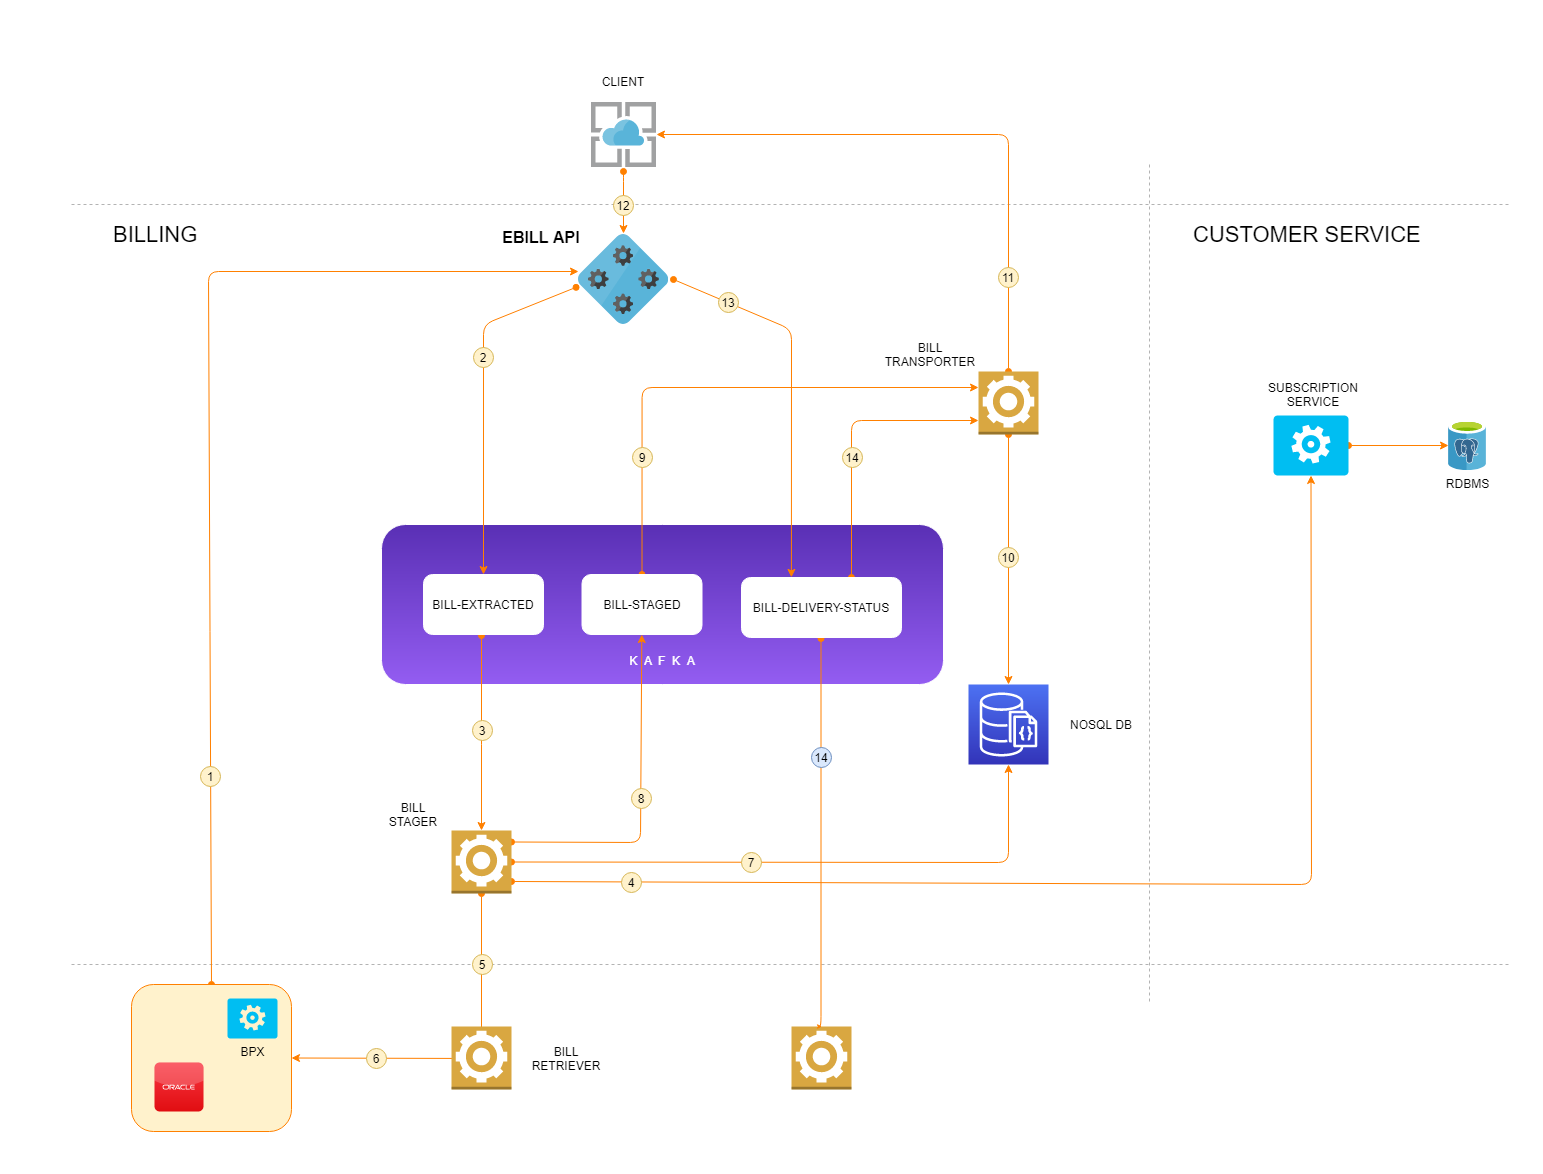 CLIENT
12
BILLING
EBILL API
CUSTOMER SERVICE
11
13
2
BILL
TRANSPORTER
SUBSCRIPTION
SERVICE
9
14
RDBMS
10
BILL-EXTRACTED
BILL-STAGED
BILL-DELIVERY-STATUS
KAFKA
NOSQL DB
3
14
1
8
BILL
STAGER
7
4
5
BPX
6
BILL
RETRIEVER
ORACLE